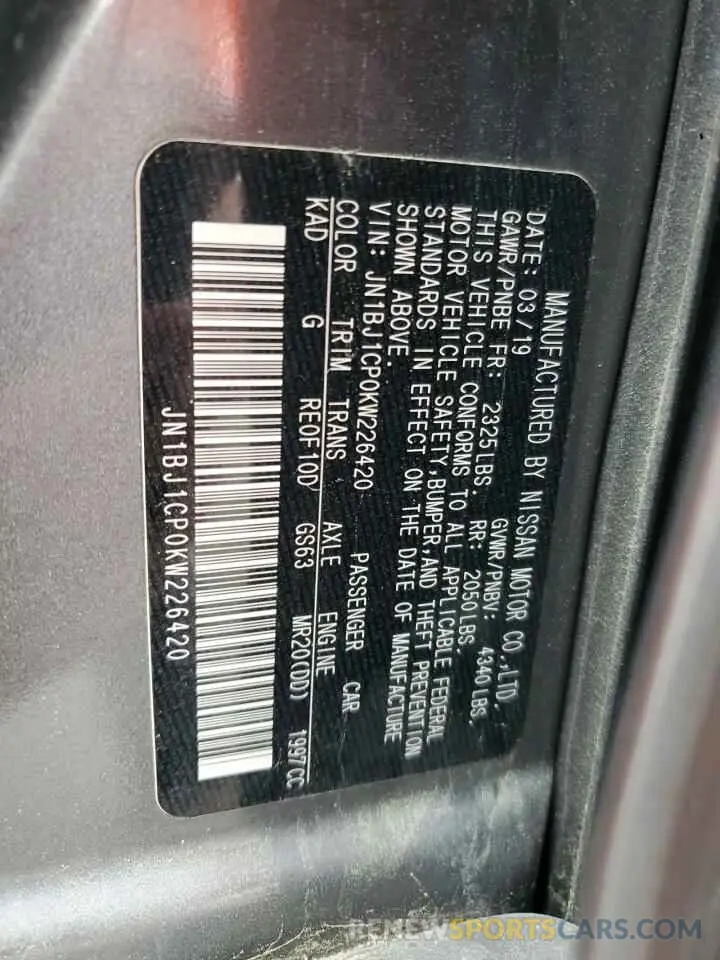 MANUFACTURED BY NISSAN MOTOR CO.,LTD.
DATE: 03/19 GVWR/PNBV: 4340LBS.
GAWR/PNBE FR: 2325LBS. RR: 2050LBS.
THIS VEHICLE CONFORMS TO ALL APPLICABLE FEDERAL
MOTOR VEHICLE SAFETY,BUMPER,AND THEFT PREVENTION
STANDARDS IN EFFECT ON THE DATE OF MANUFACTURE
SHOWN ABOVE.
VIN: JN1BJ1CP0KW226420 PASSENGER CAR
COLOR TRIM TRANS AXLE ENGINE
KAD G RE0F10D GS63 MR20(DD) 1997CC
JN1BJ1CP0KW226420
RENEWSPORTSCARS.COM